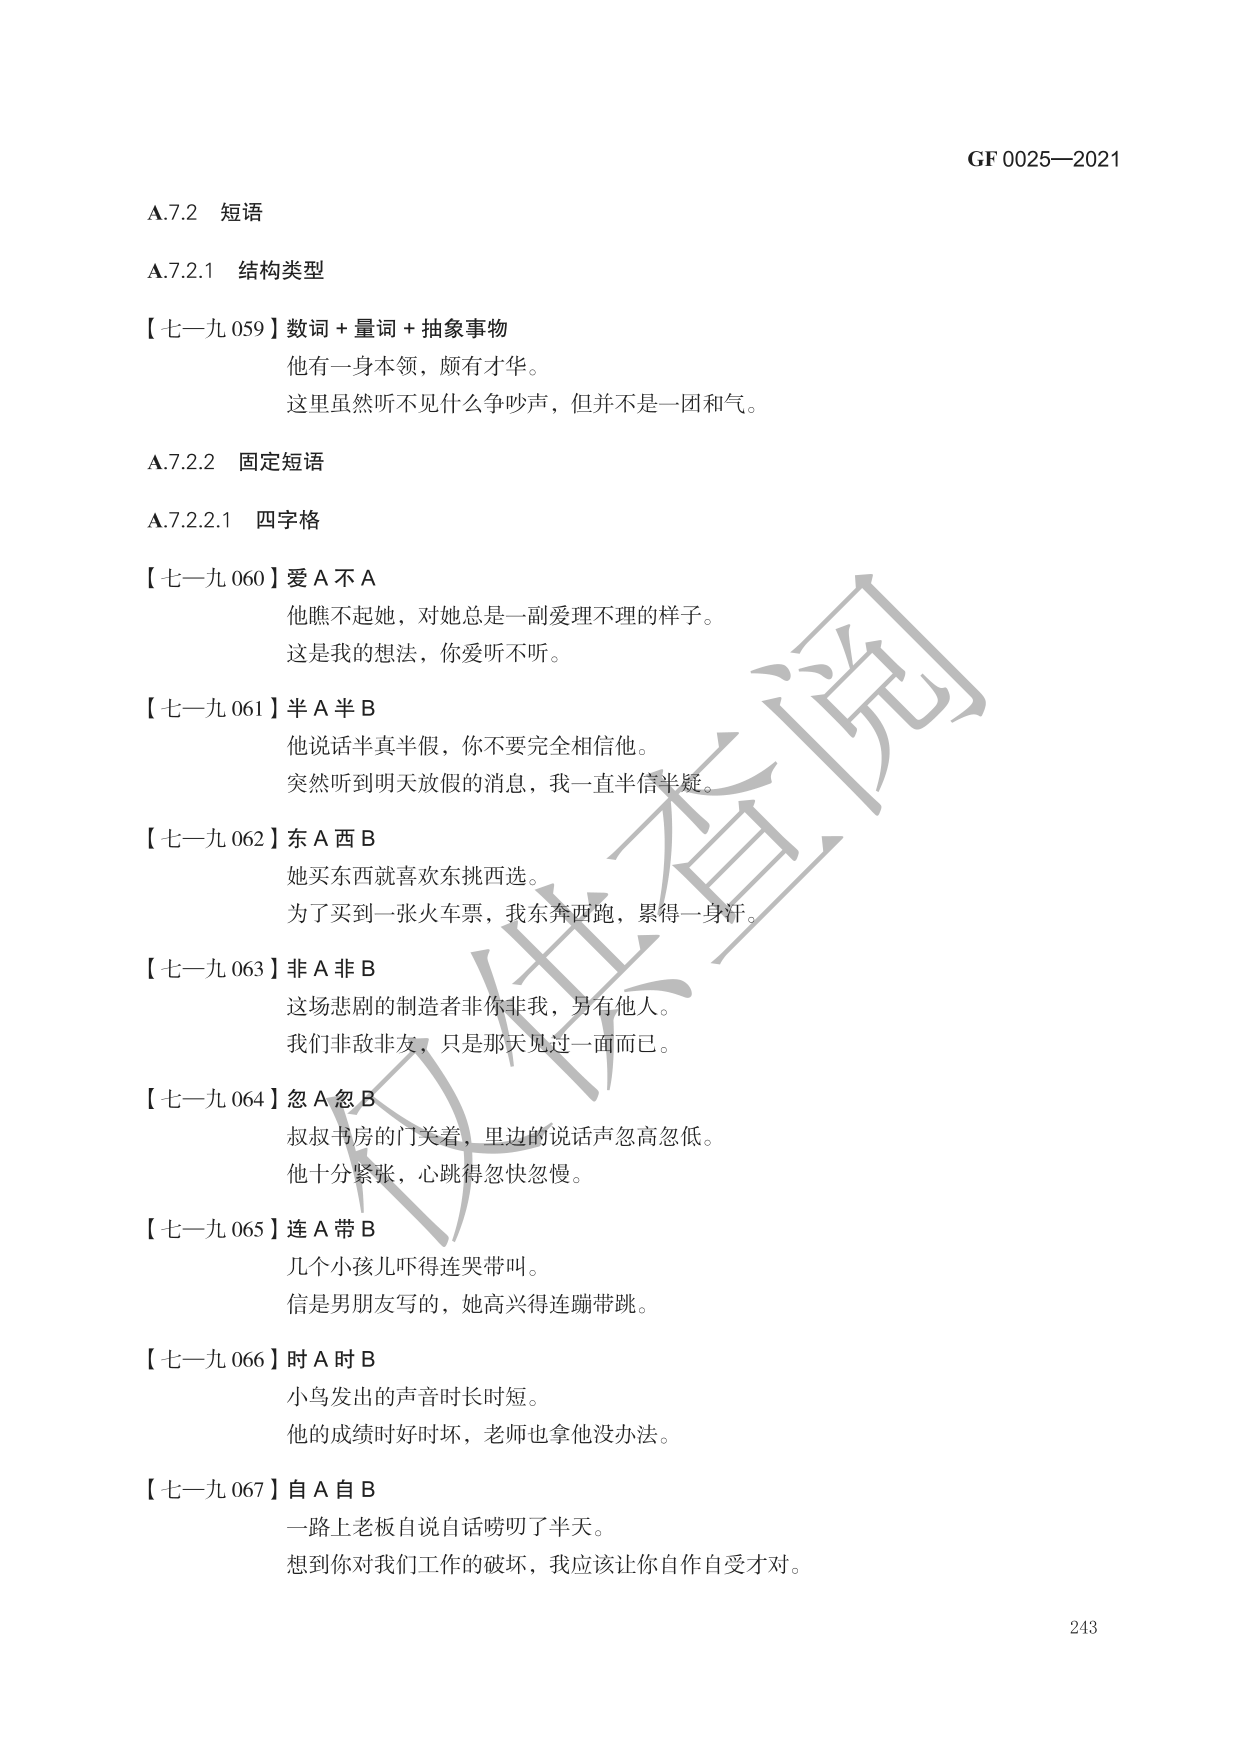 GF 0025—2021
A.7.2 短语
A.7.2.1 结构类型
【七—九 059】数词 + 量词 + 抽象事物
他有一身本领，颇有才华。
这里虽然听不见什么争吵声，但并不是一团和气。
A.7.2.2 固定短语
A.7.2.2.1 四字格
【七—九 060】爱 A 不 A
他瞧不起她，对她总是一副爱理不理的样子。
这是我的想法，你爱听不听。
【七—九 061】半 A 半 B
他说话半真半假，你不要完全相信他。
突然听到明天放假的消息，我一直半信半疑。
【七—九 062】东 A 西 B
她买东西就喜欢东挑西选。
为了买到一张火车票，我东奔西跑，累得一身汗。
【七—九 063】非 A 非 B
这场悲剧的制造者非你非我，另有他人。
我们非敌非友，只是那天见过一面而已。
【七—九 064】忽 A 忽 B
叔叔书房的门关着，里边的说话声忽高忽低。
他十分紧张，心跳得忽快忽慢。
【七—九 065】连 A 带 B
几个小孩儿吓得连哭带叫。
信是男朋友写的，她高兴得连蹦带跳。
【七—九 066】时 A 时 B
小鸟发出的声音时长时短。
他的成绩时好时坏，老师也拿他没办法。
【七—九 067】自 A 自 B
一路上老板自说自话唠叨了半天。
想到你对我们工作的破坏，我应该让你自作自受才对。
243
仅供查阅